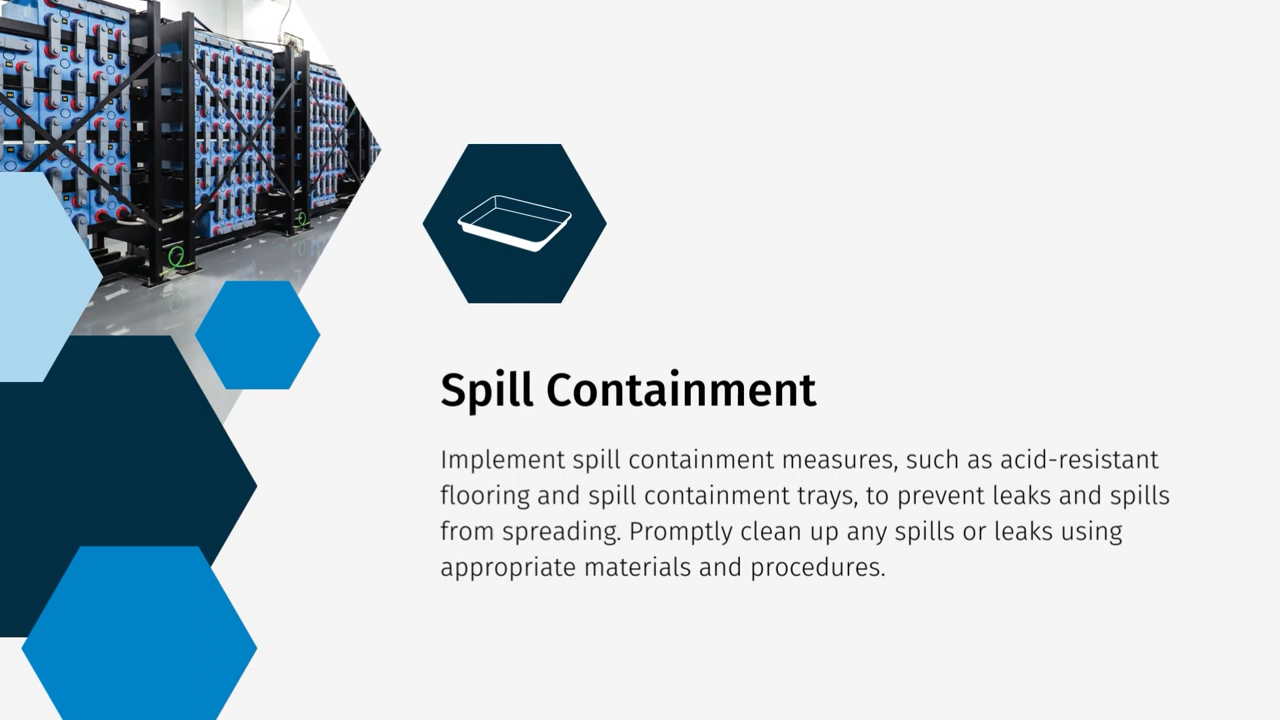 Spill Containment
Implement spill containment measures, such as acid-resistant
flooring and spill containment trays, to prevent leaks and spills
from spreading. Promptly clean up any spills or leaks using
appropriate materials and procedures.